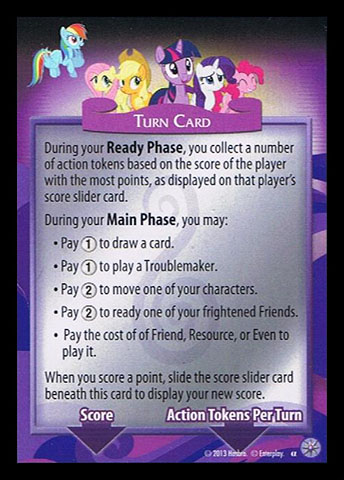 TURN CARD
During your Ready Phase, you collect a number
of action tokens based on the score of the player
with the most points, as displayed on that player's
score slider card.
During your Main Phase, you may:
• Pay 1 to draw a card.
• Pay 1 to play a Troublemaker.
• Pay 2 to move one of your characters.
• Pay 2 to ready one of your frightened Friends.
• Pay the cost of of Friend, Resource, or Even to
play it.
When you score a point, slide the score slider card
beneath this card to display your new score.
Score Action Tokens Per Turn
© 2013 Hasbro. © Enterplay. α